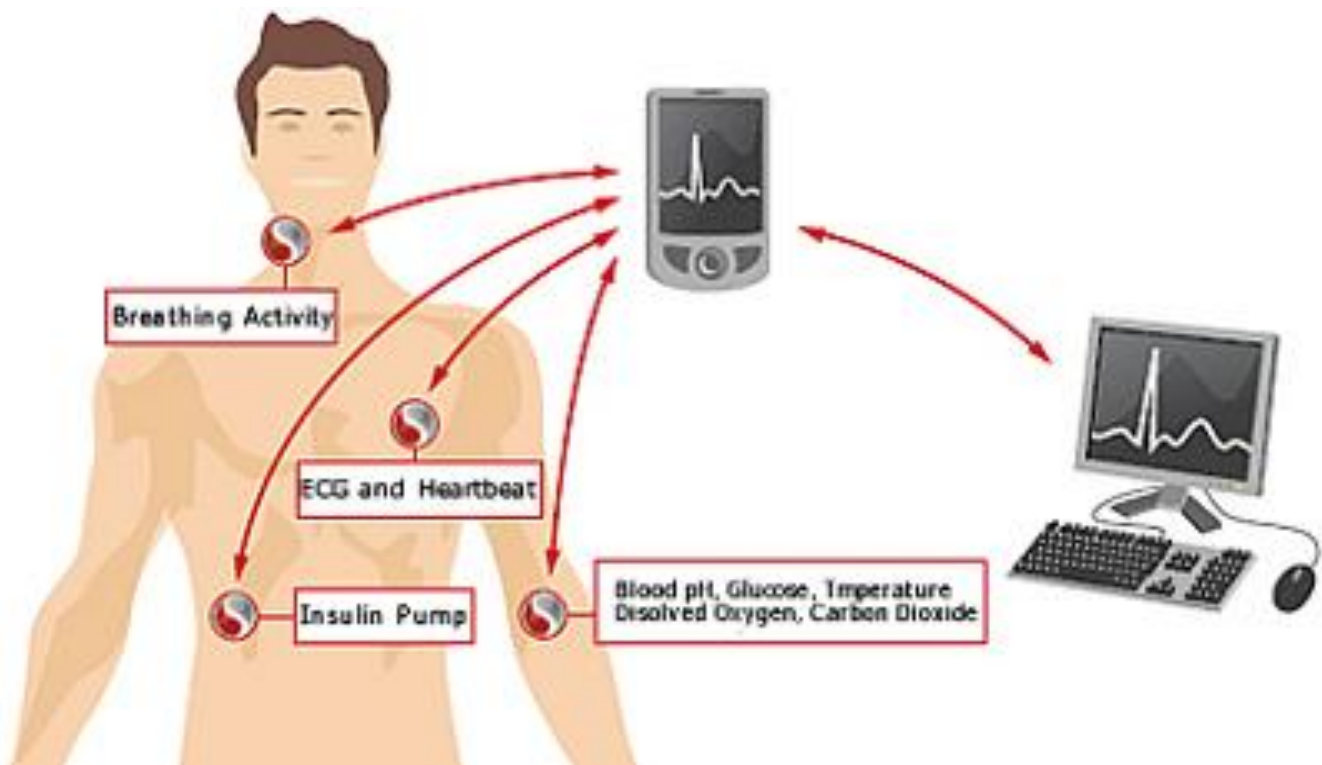 Breathing Activity
ECG and Heartbeat
Insulin Pump
Blood pH, Glucose, Tmperature
Disolved Oxygen, Carbon Dioxide